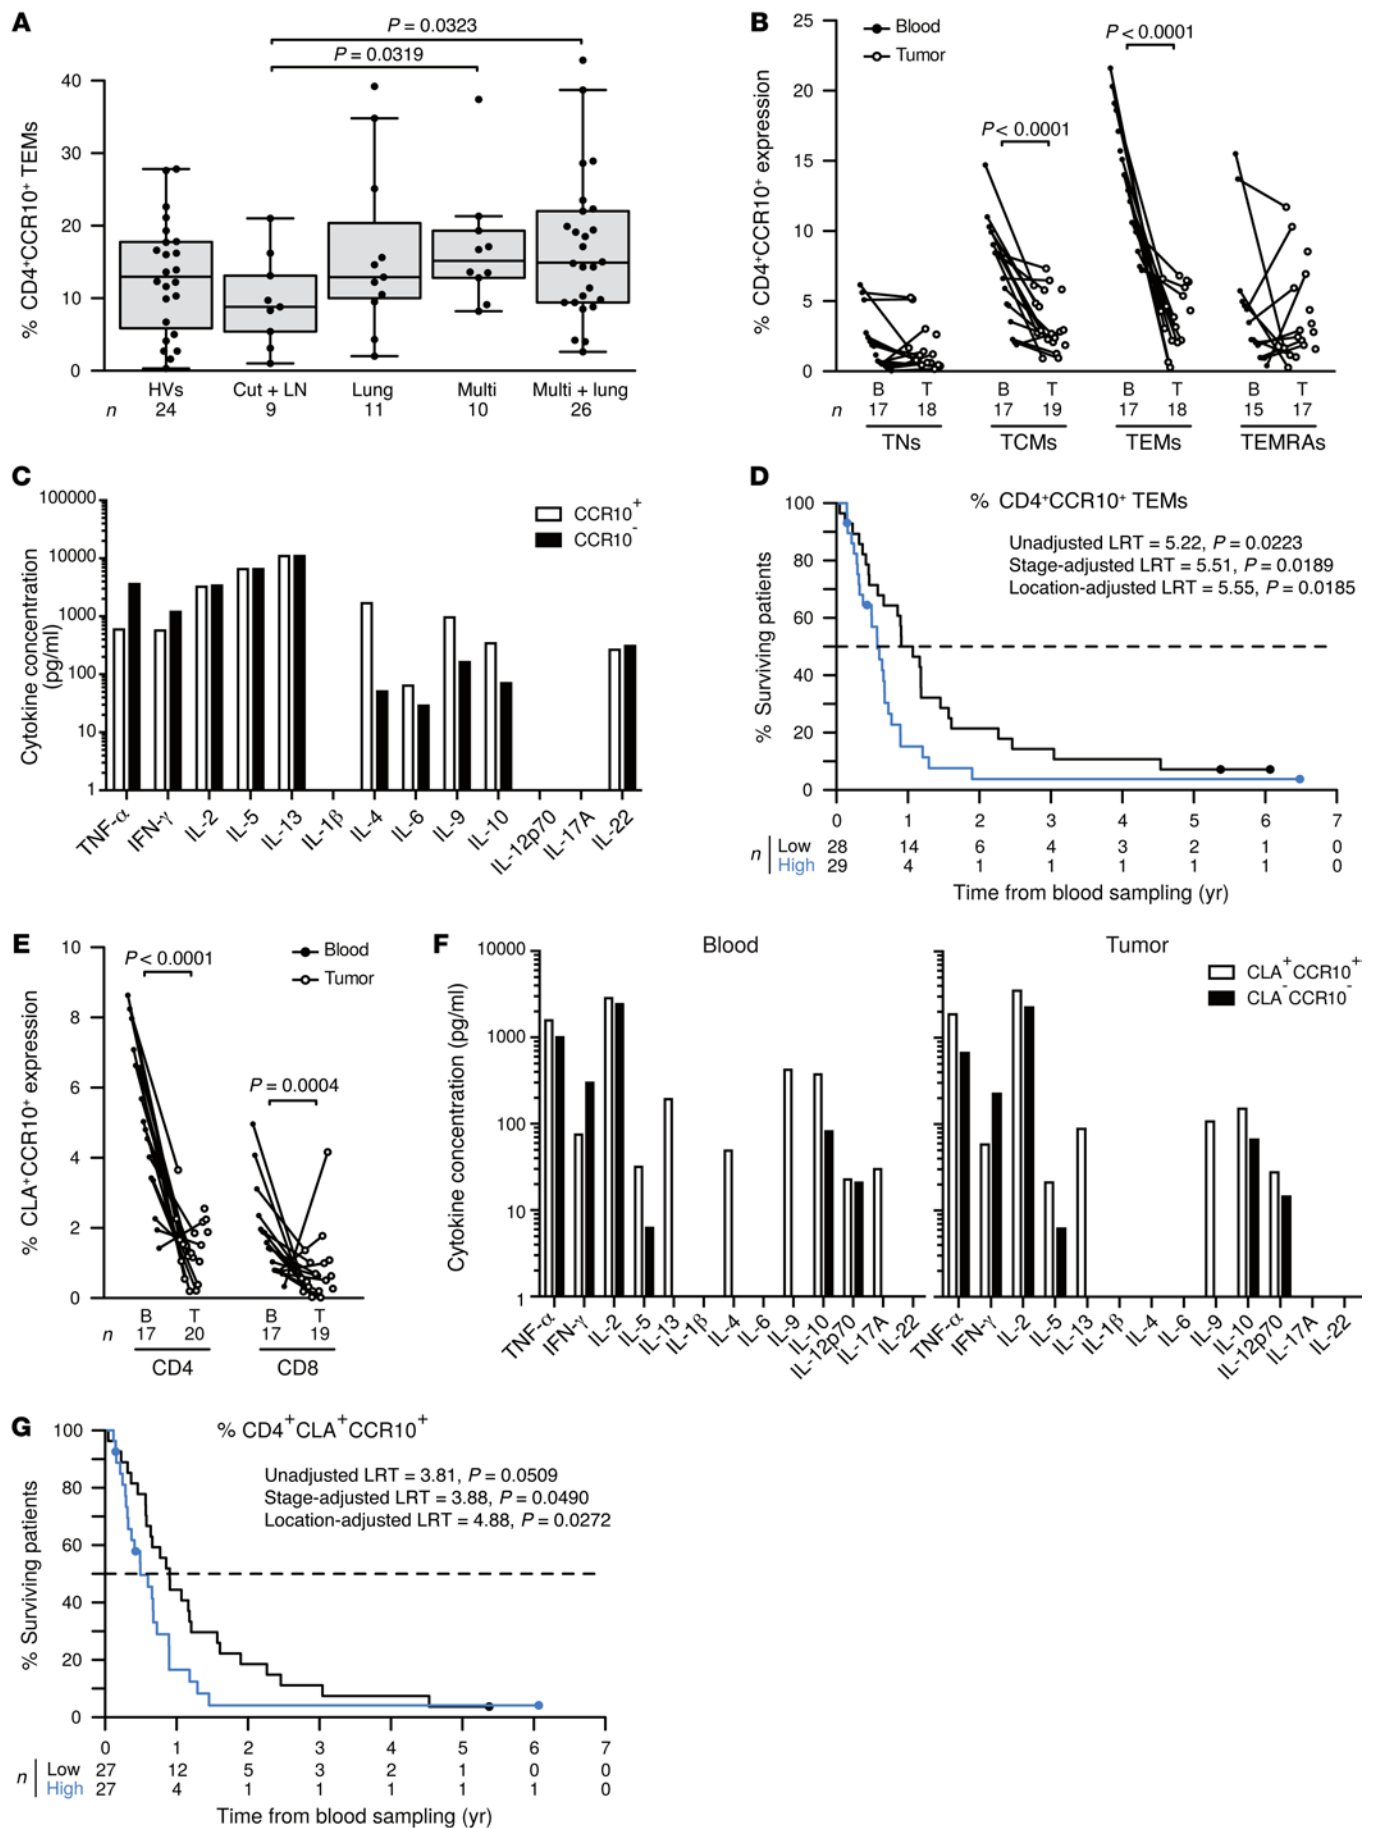 A
P = 0.0323
P = 0.0319
% CD4+CCR10+ TEMs
40
30
20
10
0
HVs Cut + LN Lung Multi Multi + lung
n 24 9 11 10 26
B
Blood
Tumor
P < 0.0001
P < 0.0001
% CD4+CCR10+ expression
25
20
15
10
5
0
B T B T B T B T
n 17 18 17 19 17 18 15 17
TNs TCMs TEMs TEMRAs
C
CCR10+
CCR10-
Cytokine concentration
(pg/ml)
100000
10000
1000
100
10
1
TNF-α IFN-γ IL-2 IL-5 IL-13 IL-1β IL-4 IL-6 IL-9 IL-10 IL-12p70 IL-17A IL-22
D
% CD4+CCR10+ TEMs
Unadjusted LRT = 5.22, P = 0.0223
Stage-adjusted LRT = 5.51, P = 0.0189
Location-adjusted LRT = 5.55, P = 0.0185
% Surviving patients
100
80
60
40
20
0
0 1 2 3 4 5 6 7
n Low 28 14 6 4 3 2 1 0
High 29 4 1 1 1 1 1 0
Time from blood sampling (yr)
E
Blood
Tumor
P < 0.0001
P = 0.0004
% CLA+CCR10+ expression
10
8
6
4
2
0
B T B T
n 17 20 17 19
CD4 CD8
F
Blood Tumor
CLA+CCR10+
CLA-CCR10-
Cytokine concentration (pg/ml)
10000
1000
100
10
1
TNF-α IFN-γ IL-2 IL-5 IL-13 IL-1β IL-4 IL-6 IL-9 IL-10 IL-12p70 IL-17A IL-22
TNF-α IFN-γ IL-2 IL-5 IL-13 IL-1β IL-4 IL-6 IL-9 IL-10 IL-12p70 IL-17A IL-22
G
% CD4+CLA+CCR10+
Unadjusted LRT = 3.81, P = 0.0509
Stage-adjusted LRT = 3.88, P = 0.0490
Location-adjusted LRT = 4.88, P = 0.0272
% Surviving patients
100
80
60
40
20
0
0 1 2 3 4 5 6 7
n Low 27 12 5 3 2 1 0 0
High 27 4 1 1 1 1 1 0
Time from blood sampling (yr)